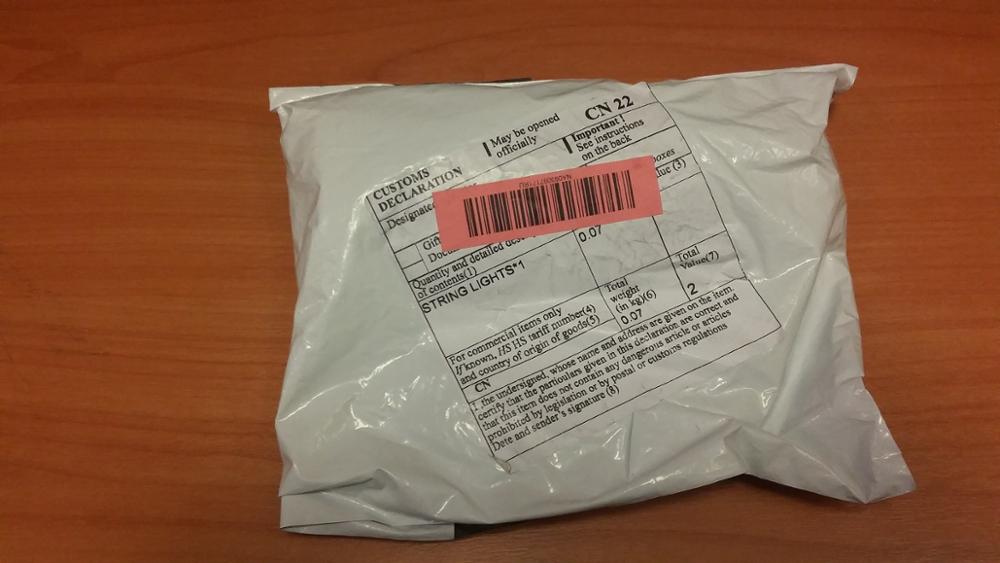 CUSTOMS
DECLARATION
May be opened
officially
CN 22
Important !
See instructions
on the back
Designated
boxes
Gift
lue (3)
Quantity and detailed
of contents(1)
0.07
STRING LIGHTS*1
For commercial items only
If known, HS HS tariff number(4)
and country of origin of goods(5)
Total
weight
(in kg)(6)
0.07
Total
Value(7)
2
CN
I, the undersigned, whose name and address are given on the item,
certify that the particulars given in this declaration are correct and
that this item does not contain any dangerous article or articles
prohibited by legislation or by postal or customs regulations
Date and sender's signature (8)